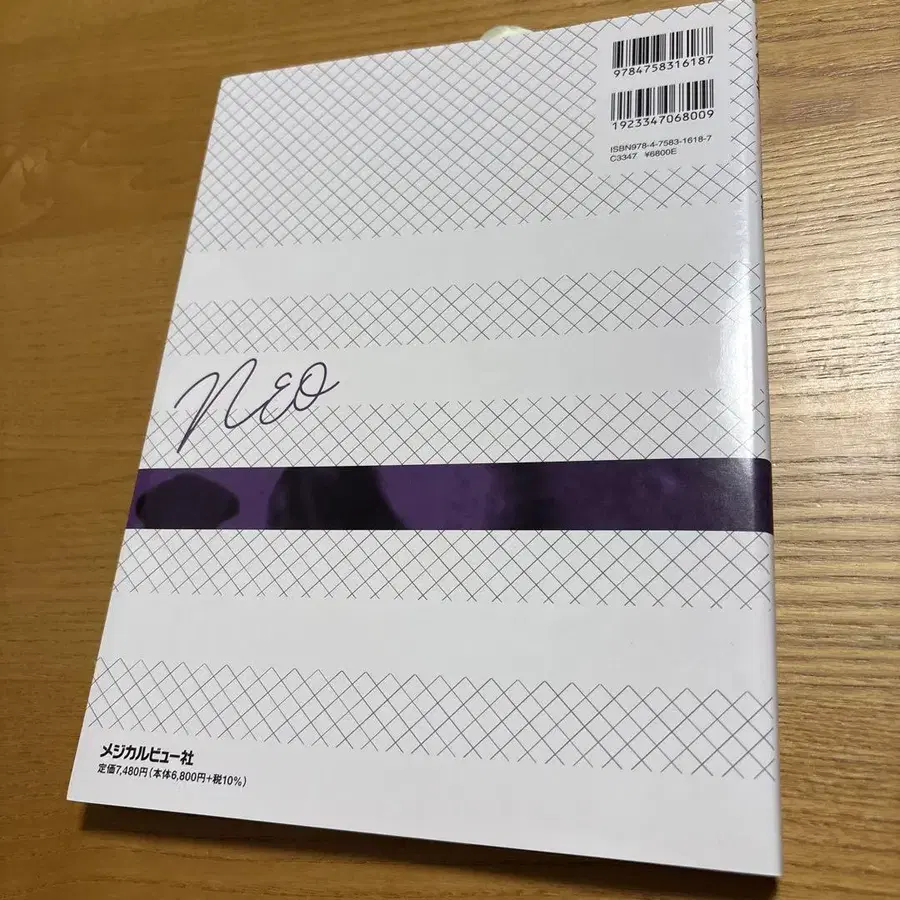 9784758316187
1923347068009
ISBN978-4-7583-1618-7
C3347 ¥6800E
NEO
メジカルビュー社
定価7,480円(本体6,800円+税10%)